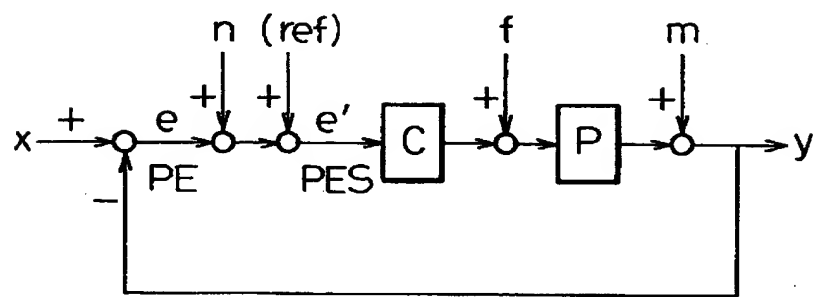 n (ref) f m
+ + + +
x + e e' C P y
PE PES
−